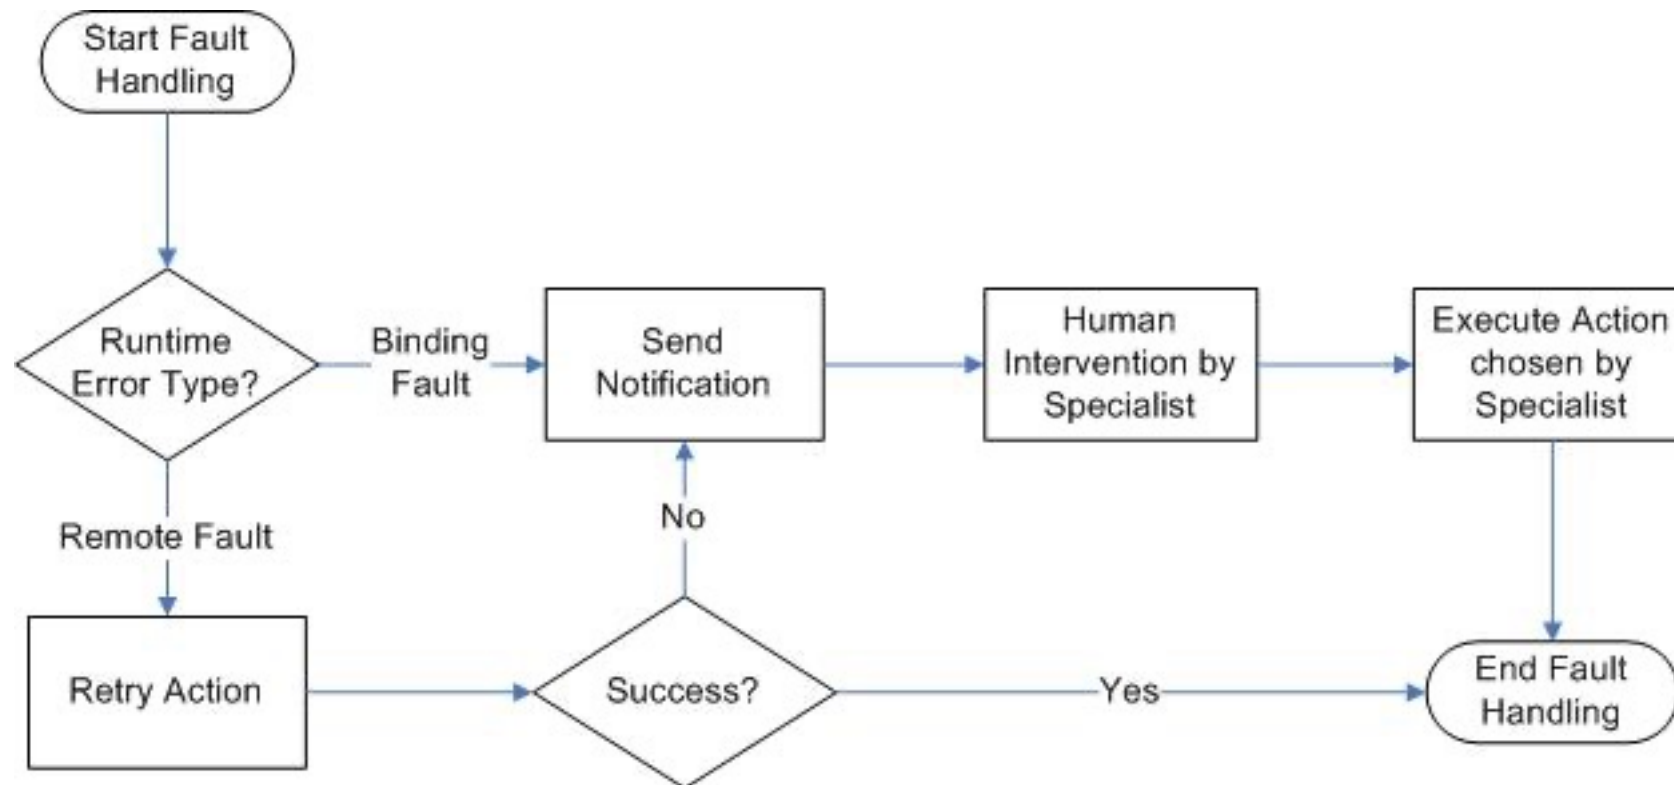 Start Fault
Handling
Runtime
Error Type?
Binding
Fault
Send
Notification
Human
Intervention by
Specialist
Execute Action
chosen by
Specialist
Remote Fault
No
Retry Action
Success?
Yes
End Fault
Handling